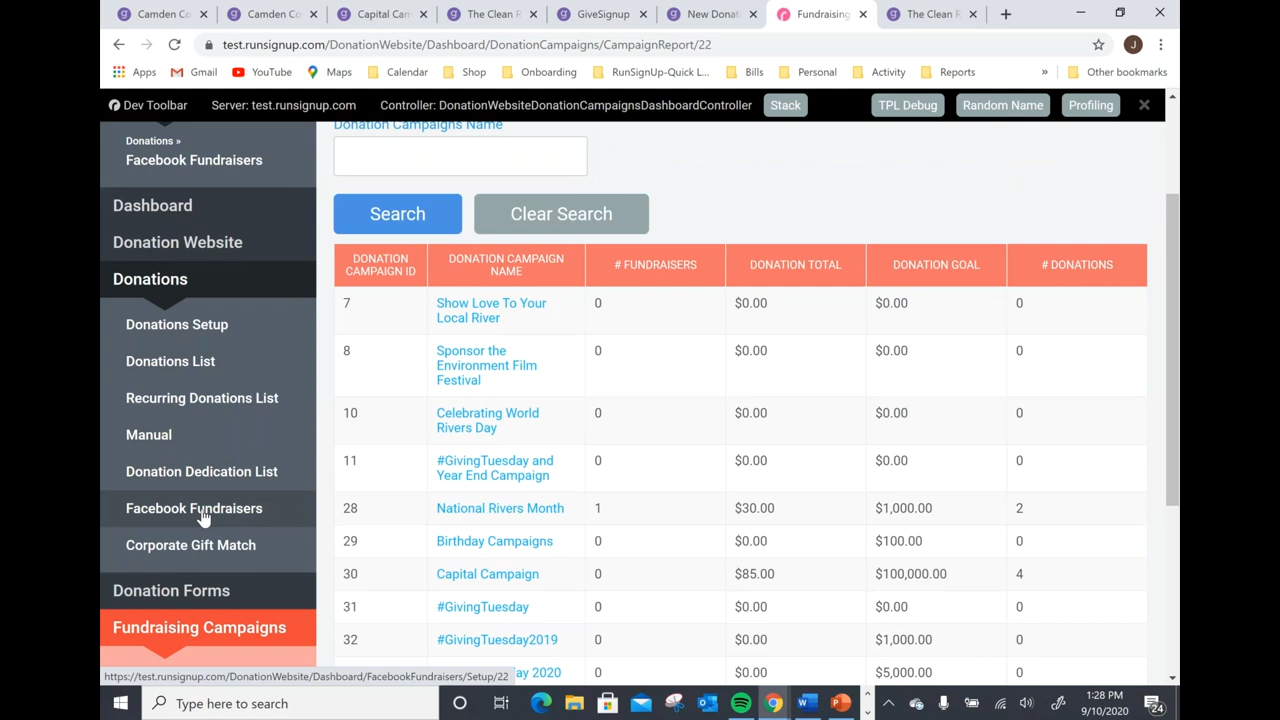 Camden Co
Camden Co
Capital Cam
The Clean R
GiveSignup
New Donat
Fundraising
The Clean R
test.runsignup.com/DonationWebsite/Dashboard/DonationCampaigns/CampaignReport/22
J
Apps
Gmail
YouTube
Maps
Calendar
Shop
Onboarding
RunSignUp-Quick L...
Bills
Personal
Activity
Reports
»
Other bookmarks
Dev Toolbar
Server: test.runsignup.com
Controller: DonationWebsiteDonationCampaignsDashboardController
Stack
TPL Debug
Random Name
Profiling
Donations »
Facebook Fundraisers
Dashboard
Donation Website
Donations
Donations Setup
Donations List
Recurring Donations List
Manual
Donation Dedication List
Facebook Fundraisers
Corporate Gift Match
Donation Forms
Fundraising Campaigns
Donation Campaigns Name
Search
Clear Search
DONATION
CAMPAIGN ID
DONATION CAMPAIGN
NAME
# FUNDRAISERS
DONATION TOTAL
DONATION GOAL
# DONATIONS
7
Show Love To Your
Local River
0
$0.00
$0.00
0
8
Sponsor the
Environment Film
Festival
0
$0.00
$0.00
0
10
Celebrating World
Rivers Day
0
$0.00
$0.00
0
11
#GivingTuesday and
Year End Campaign
0
$0.00
$0.00
0
28
National Rivers Month
1
$30.00
$1,000.00
2
29
Birthday Campaigns
0
$0.00
$100.00
0
30
Capital Campaign
0
$85.00
$100,000.00
4
31
#GivingTuesday
0
$0.00
$0.00
0
32
#GivingTuesday2019
0
$0.00
$1,000.00
0
ay 2020
0
$0.00
$5,000.00
0
https://test.runsignup.com/DonationWebsite/Dashboard/FacebookFundraisers/Setup/22
Type here to search
1:28 PM
9/10/2020
24